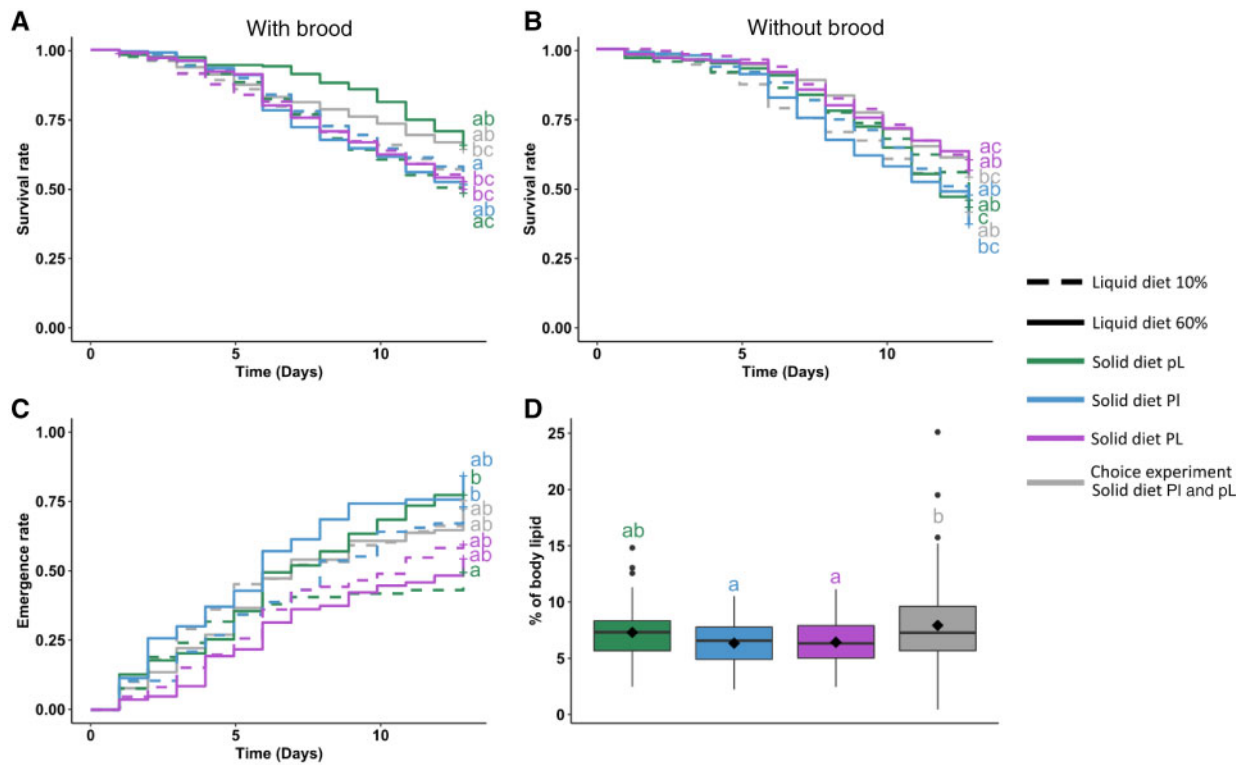 A
With brood
1.00
0.75
0.50
0.25
0.00
Survival rate
0
5
10
Time (Days)
ab
ab
bc
a
bc
bc
ab
ac
B
Without brood
1.00
0.75
0.50
0.25
0.00
Survival rate
0
5
10
Time (Days)
ac
ab
bc
ab
ab
c
ab
bc
C
1.00
0.75
0.50
0.25
0.00
Emergence rate
0
5
10
Time (Days)
ab
b
b
ab
ab
ab
ab
a
D
25
20
15
10
5
0
% of body lipid
ab
a
a
b
Liquid diet 10%
Liquid diet 60%
Solid diet pL
Solid diet Pl
Solid diet PL
Choice experiment
Solid diet Pl and pL